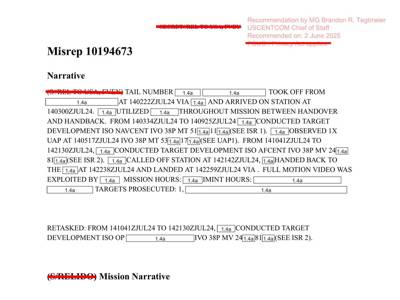 Recommendation by MG Brandon R. Tegtmeier
USCENTCOM Chief of Staff
Recommended on: 2 June 2025
Misrep 10194673
Narrative
TAIL NUMBER 1.4a 1.4a TOOK OFF FROM
1.4a AT 140222ZJUL24 VIA 1.4a AND ARRIVED ON STATION AT
140300ZJUL24. 1.4a UTILIZED 1.4a THROUGHOUT MISSION BETWEEN HANDOVER
AND HANDBACK. FROM 140334ZJUL24 TO 140925ZJUL24 1.4a CONDUCTED TARGET
DEVELOPMENT ISO NAVCENT IVO 38P MT 51 1.4a 11 1.4a (SEE ISR 1). 1.4a OBSERVED 1X
UAP AT 140517ZJUL24 IVO 38P MT 53 1.4a 17 1.4a (SEE UAP1). FROM 141041ZJUL24 TO
142130ZJUL24, 1.4a CONDUCTED TARGET DEVELOPMENT ISO AFCENT IVO 38P MV 24 1.4a
81 1.4a (SEE ISR 2). 1.4a CALLED OFF STATION AT 142142ZJUL24, 1.4a HANDED BACK TO
THE 1.4a AT 142238ZJUL24 AND LANDED AT 142259ZJUL24 VIA . FULL MOTION VIDEO WAS
EXPLOITED BY 1.4a MISSION HOURS: 1.4a IMINT HOURS: 1.4a
1.4a TARGETS PROSECUTED: 1, 1.4a
RETASKED: FROM 141041ZJUL24 TO 142130ZJUL24, 1.4a CONDUCTED TARGET
DEVELOPMENT ISO OP 1.4a IVO 38P MV 24 1.4a 81 1.4a (SEE ISR 2).
(S//RELIDO) Mission Narrative